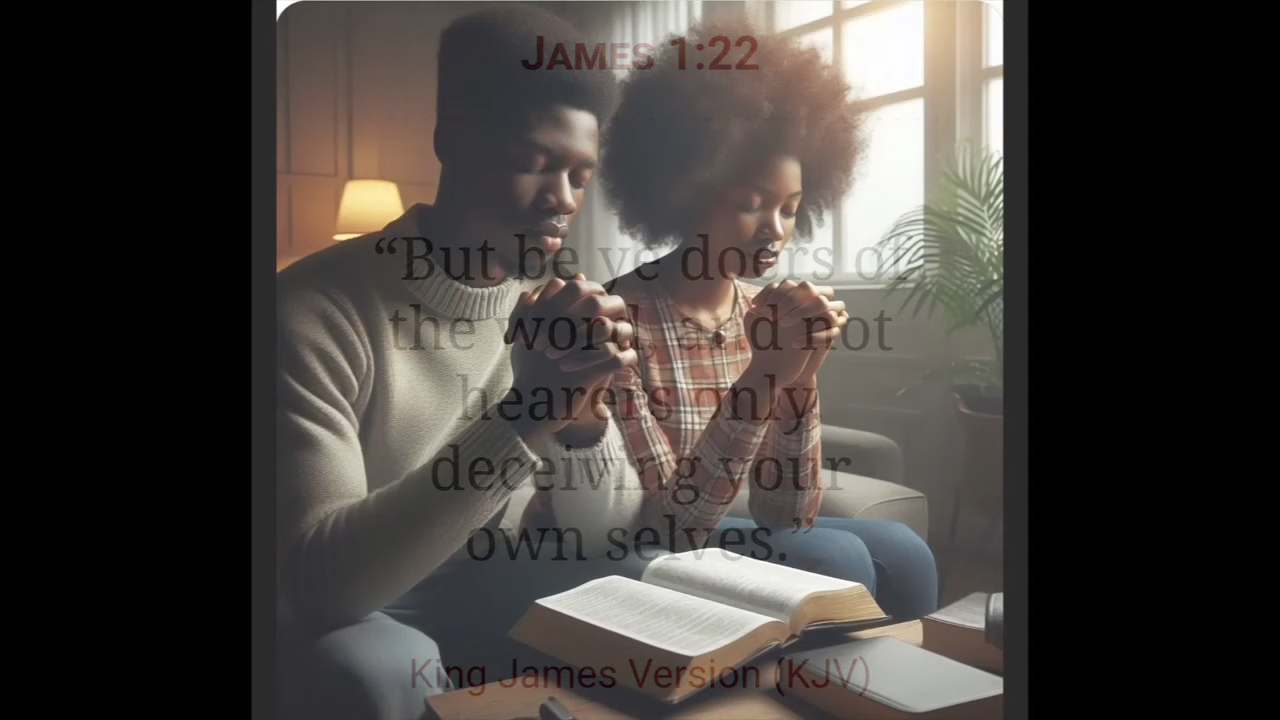 JAMES 1:22
“But be ye doers of
the word, and not
hearers only
deceiving your
own selves.”
King James Version (KJV)